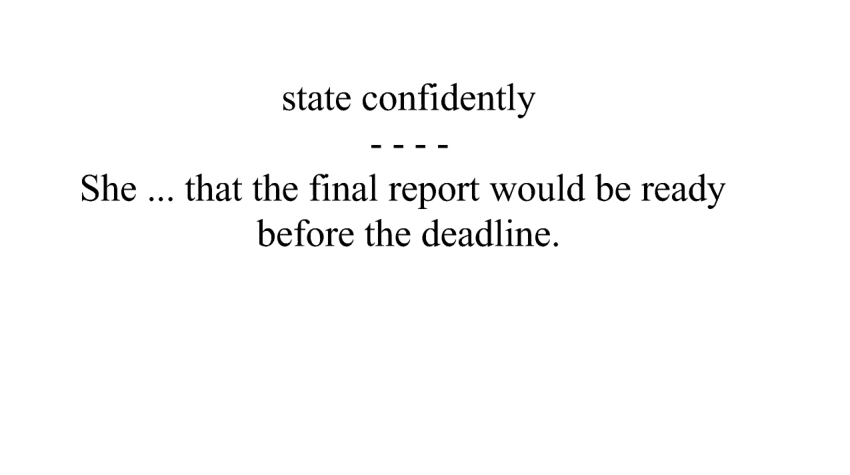 state confidently
- - - -
She ... that the final report would be ready
before the deadline.